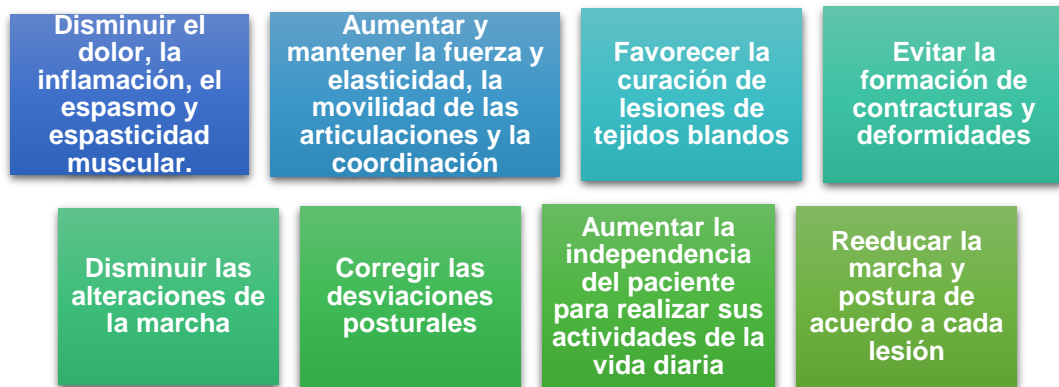 Disminuir el
dolor, la
inflamación, el
espasmo y
espasticidad
muscular.
Aumentar y
mantener la fuerza y
elasticidad, la
movilidad de las
articulaciones y la
coordinación
Favorecer la
curación de
lesiones de
tejidos blandos
Evitar la
formación de
contracturas y
deformidades
Disminuir las
alteraciones de
la marcha
Corregir las
desviaciones
posturales
Aumentar la
independencia
del paciente
para realizar sus
actividades de la
vida diaria
Reeducar la
marcha y
postura de
acuerdo a cada
lesión